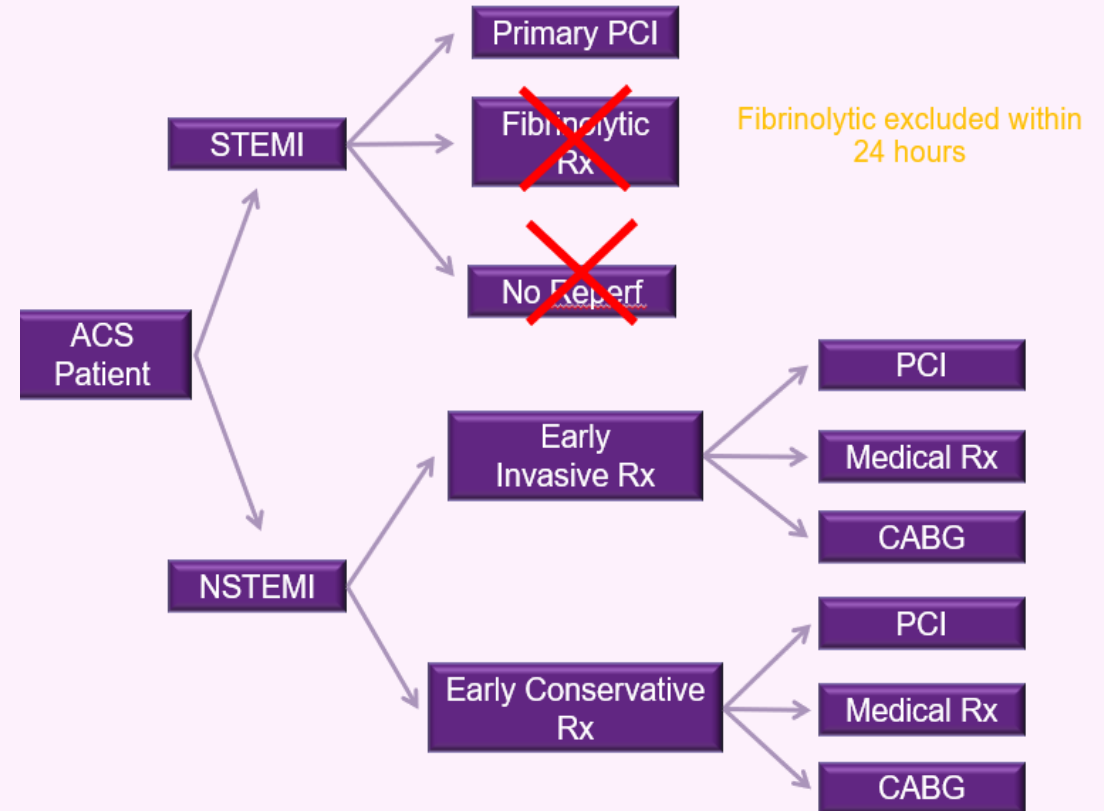 Primary PCI
Fibrinolytic
Rx
Fibrinolytic excluded within
24 hours
STEMI
No Reperf
ACS
Patient
PCI
Early
Invasive Rx
Medical Rx
CABG
NSTEMI
PCI
Early Conservative
Rx
Medical Rx
CABG